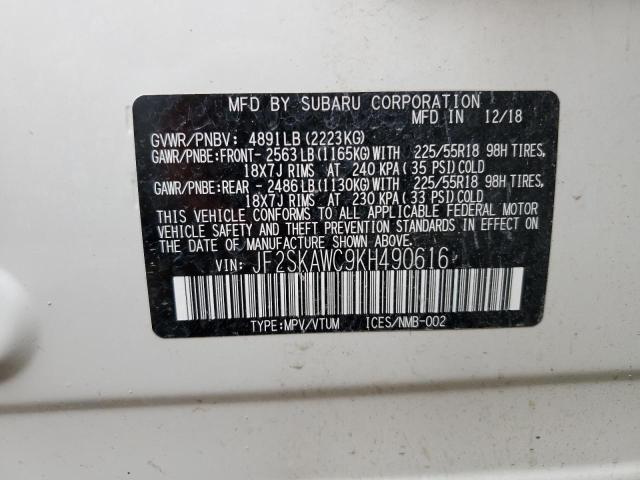 MFD BY SUBARU CORPORATION
MFD IN 12/18
GVWR/PNBV: 4891LB(2223KG)
GAWR/PNBE:FRONT- 2563LB(1165KG)WITH 225/55R18 98H TIRES,
18X7J RIMS AT 240 KPA(35 PSI)COLD
GAWR/PNBE:REAR - 2486LB(1130KG)WITH 225/55R18 98H TIRES,
18X7J RIMS AT 230 KPA(33 PSI)COLD
THIS VEHICLE CONFORMS TO ALL APPLICABLE FEDERAL MOTOR
VEHICLE SAFETY AND THEFT PREVENTION STANDARDS IN EFFECT ON
THE DATE OF MANUFACTURE SHOWN ABOVE.
VIN: JF2SKAWC9KH490616
TYPE:MPV/VTUM ICES/NMB-002